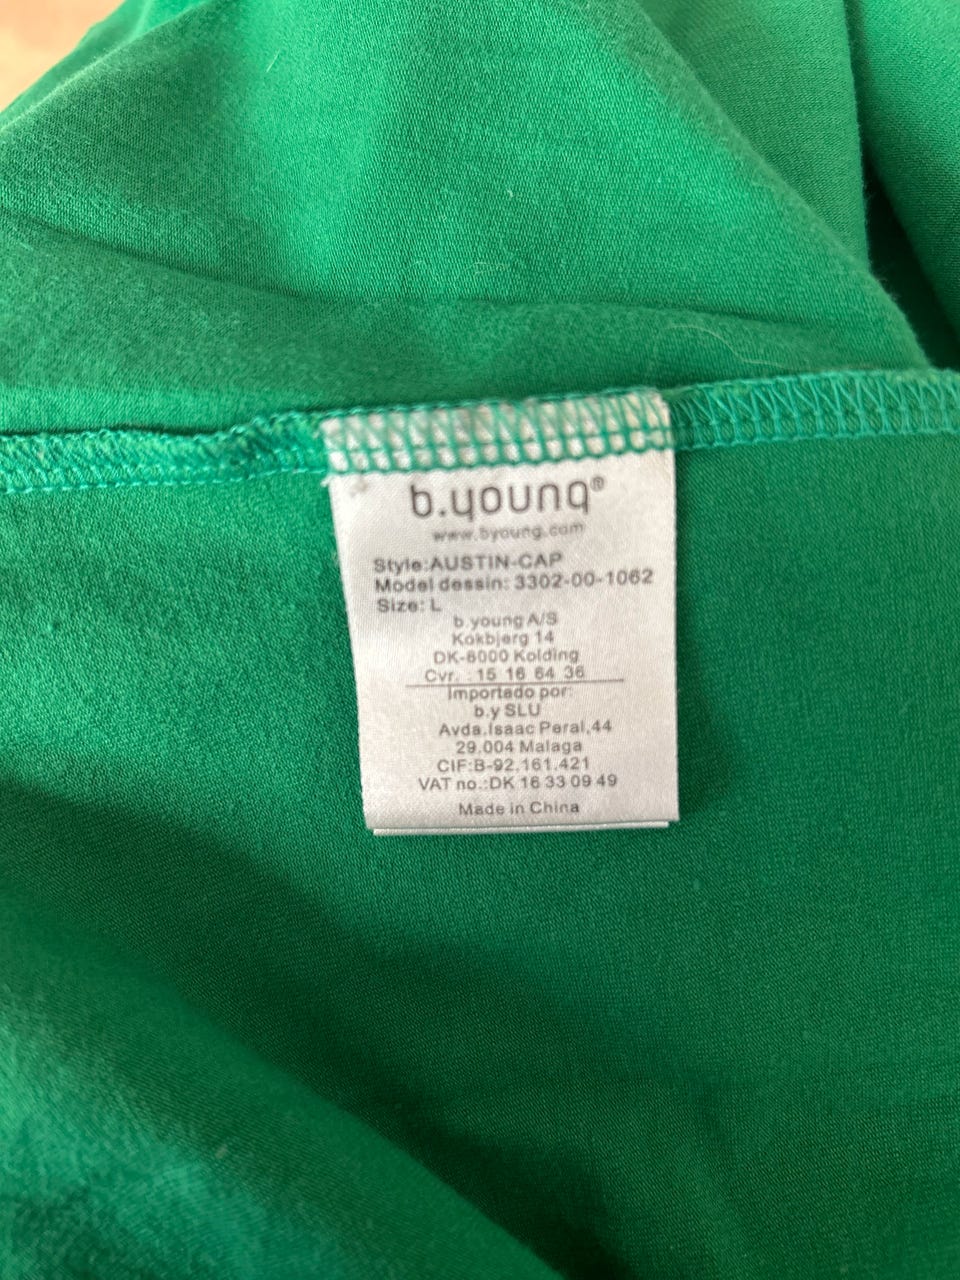 b.young®
www.byoung.com
Style:AUSTIN-CAP
Model dessin: 3302-00-1062
Size: L
b.young A/S
Kokbjerg 14
DK-6000 Kolding
Cvr. : 15 16 64 36
Importado por:
b.y SLU
Avda.Isaac Peral,44
29.004 Malaga
CIF:B-92.161.421
VAT no.:DK 16 33 09 49
Made in China